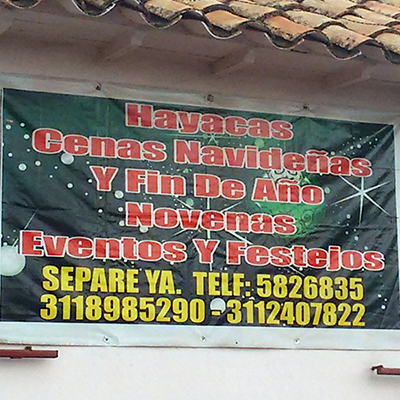 Hayacas
Cenas Navideñas
Y Fin De Año
Novenas
Eventos Y Festejos
SEPARE YA. TELF: 5826835
3118985290 - 3112407822